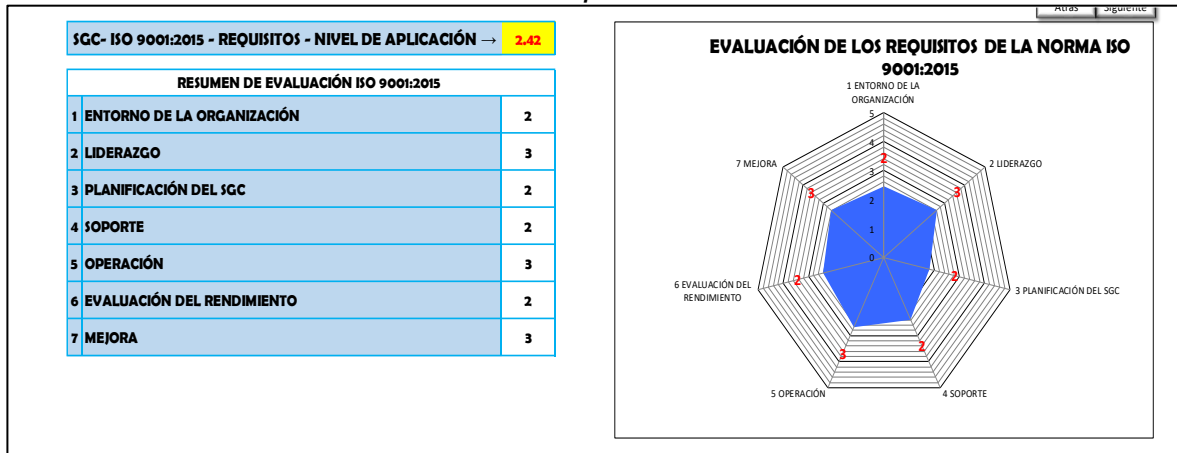 Atrás Siguiente
SGC- ISO 9001:2015 - REQUISITOS - NIVEL DE APLICACIÓN → 2.42
RESUMEN DE EVALUACIÓN ISO 9001:2015
1 ENTORNO DE LA ORGANIZACIÓN 2
2 LIDERAZGO 3
3 PLANIFICACIÓN DEL SGC 2
4 SOPORTE 2
5 OPERACIÓN 3
6 EVALUACIÓN DEL RENDIMIENTO 2
7 MEJORA 3
EVALUACIÓN DE LOS REQUISITOS DE LA NORMA ISO
9001:2015
1 ENTORNO DE LA
ORGANIZACIÓN
5
4
2
3
7 MEJORA
2 LIDERAZGO
3
3
2
1
0
6 EVALUACIÓN DEL
RENDIMIENTO
2
2
3 PLANIFICACIÓN DEL SGC
3
2
5 OPERACIÓN
4 SOPORTE